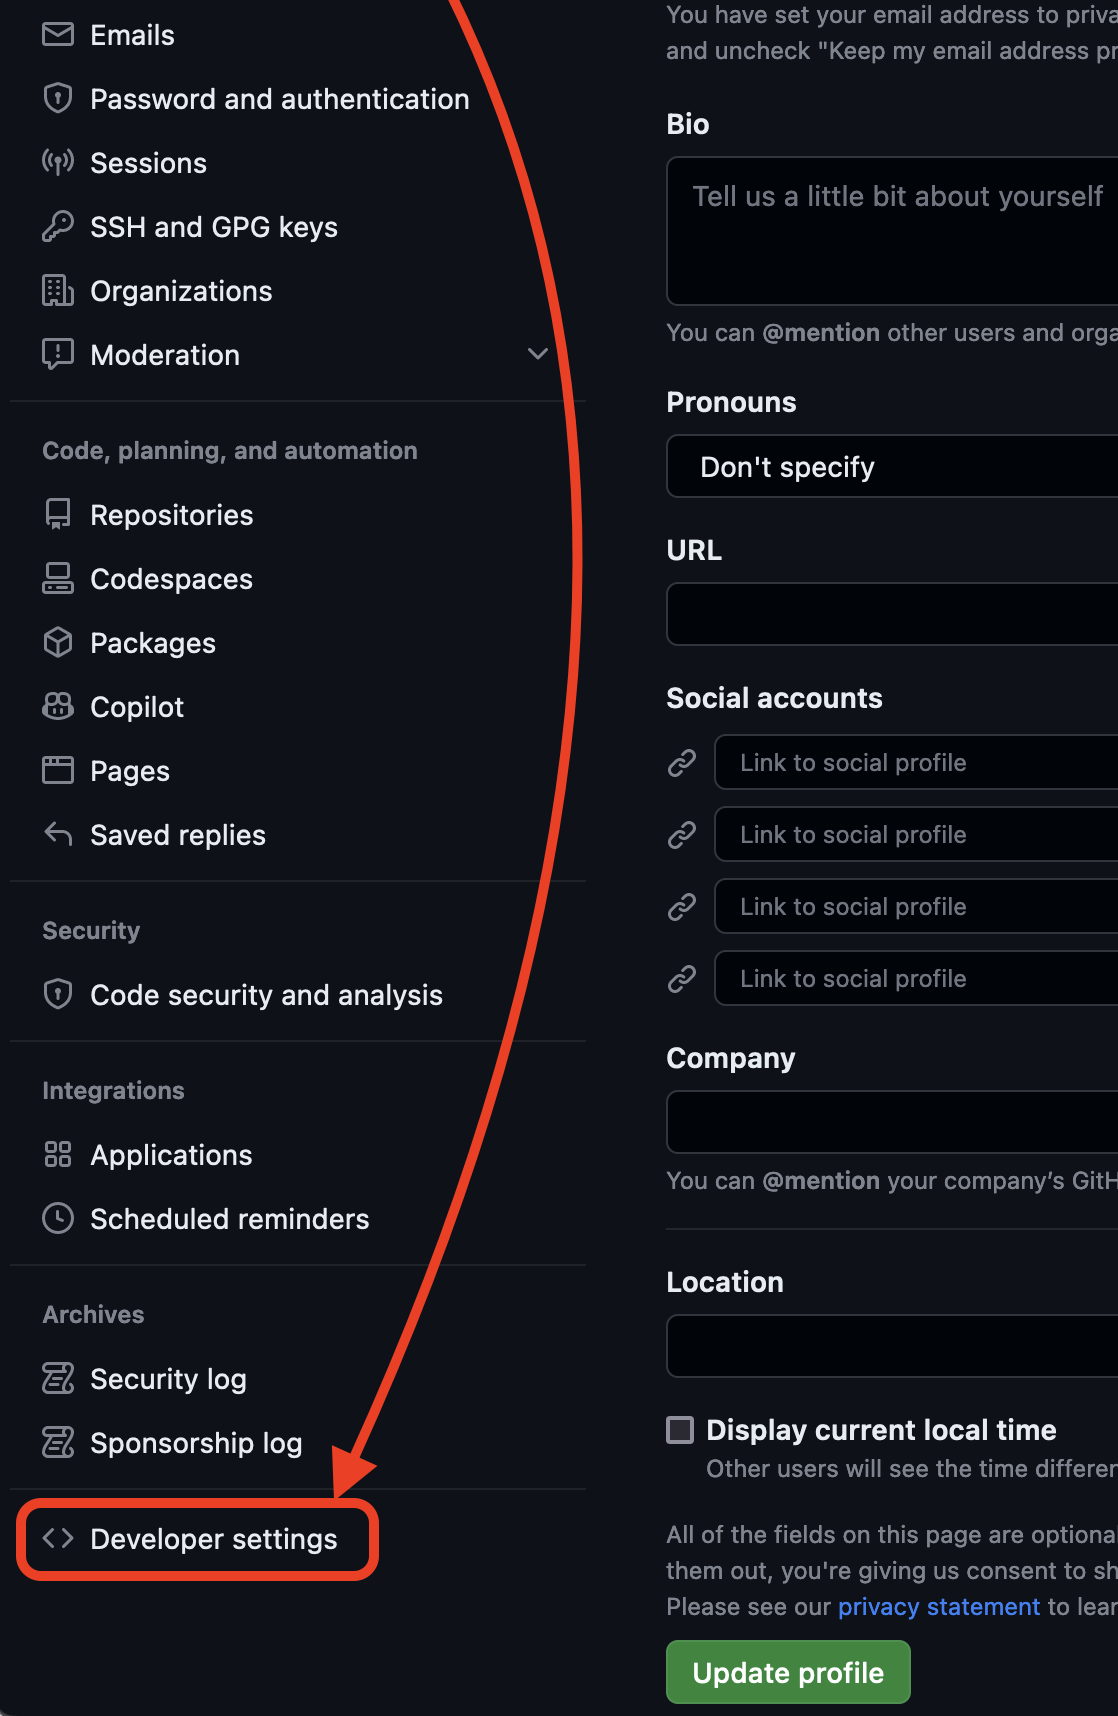 Emails
Password and authentication
Sessions
SSH and GPG keys
Organizations
Moderation
Code, planning, and automation
Repositories
Codespaces
Packages
Copilot
Pages
Saved replies
Security
Code security and analysis
Integrations
Applications
Scheduled reminders
Archives
Security log
Sponsorship log
Developer settings
You have set your email address to priva
and uncheck "Keep my email address pr
Bio
Tell us a little bit about yourself
You can @mention other users and orga
Pronouns
Don't specify
URL
Social accounts
Link to social profile
Link to social profile
Link to social profile
Link to social profile
Company
You can @mention your company’s GitH
Location
Display current local time
Other users will see the time differen
All of the fields on this page are optional
them out, you're giving us consent to sh
Please see our privacy statement to lear
Update profile